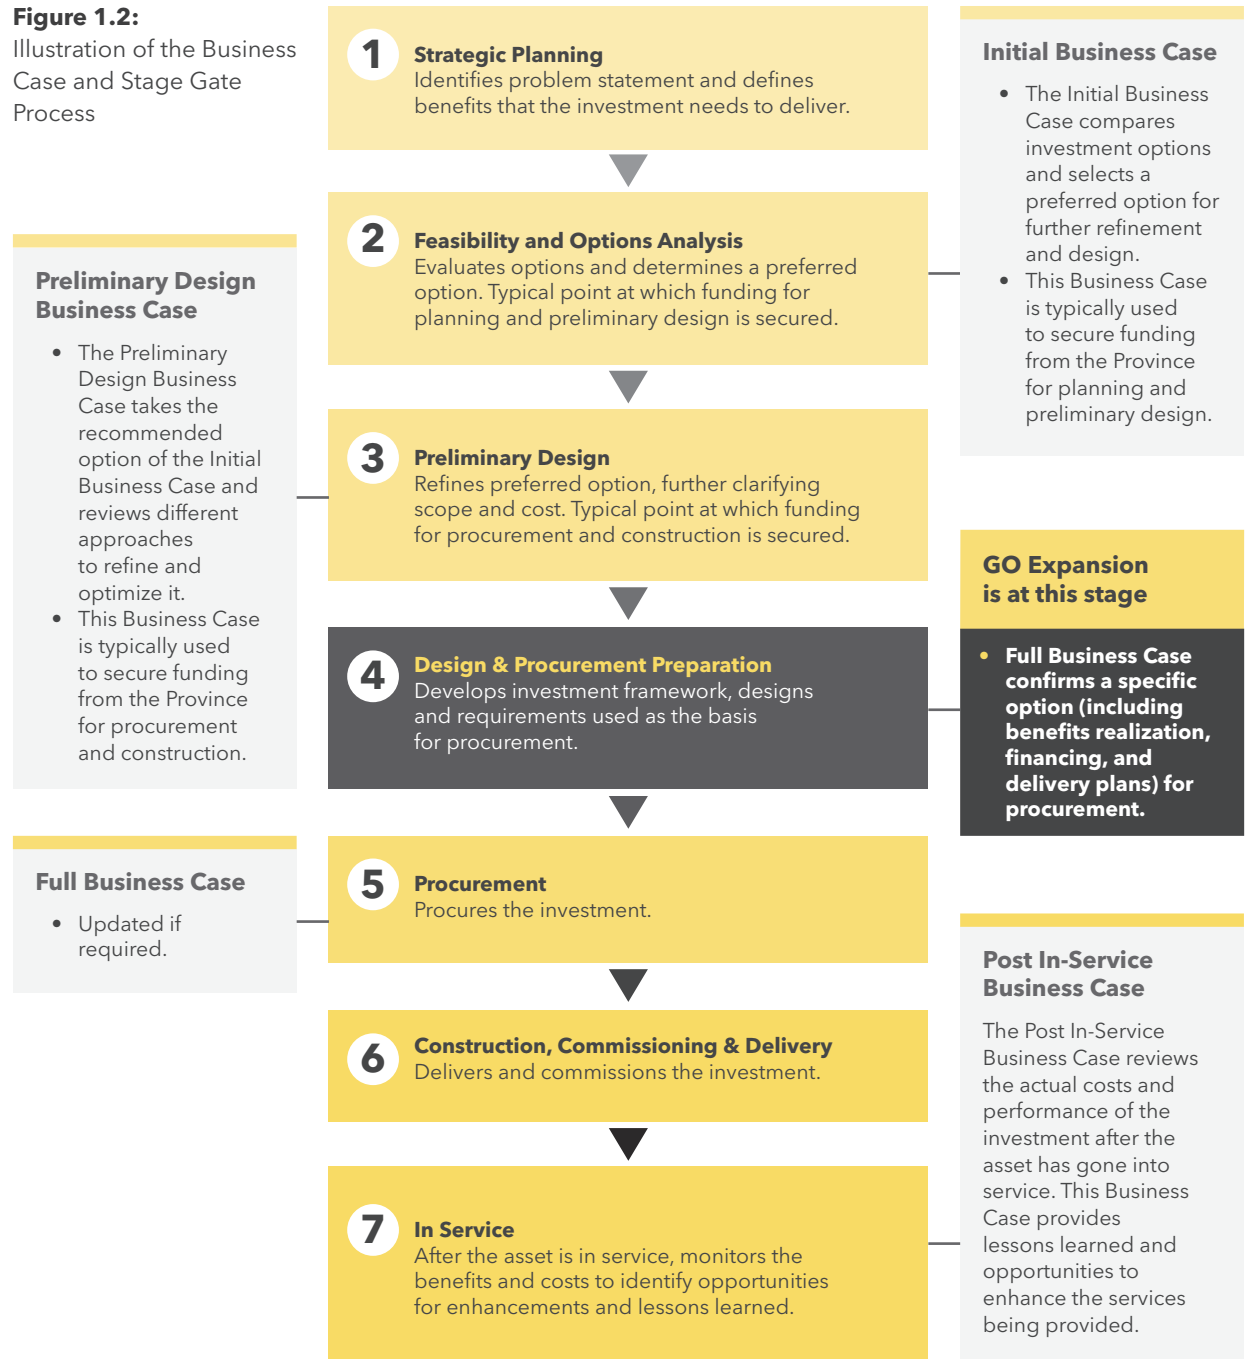 Figure 1.2:
Illustration of the Business
Case and Stage Gate
Process
1
Strategic Planning
Identifies problem statement and defines
benefits that the investment needs to deliver.
Initial Business Case
• The Initial Business
Case compares
investment options
and selects a
preferred option for
further refinement
and design.
• This Business Case
is typically used
to secure funding
from the Province
for planning and
preliminary design.
2
Feasibility and Options Analysis
Evaluates options and determines a preferred
option. Typical point at which funding for
planning and preliminary design is secured.
Preliminary Design
Business Case
• The Preliminary
Design Business
Case takes the
recommended
option of the Initial
Business Case and
reviews different
approaches
to refine and
optimize it.
• This Business Case
is typically used
to secure funding
from the Province
for procurement
and construction.
3
Preliminary Design
Refines preferred option, further clarifying
scope and cost. Typical point at which funding
for procurement and construction is secured.
4
Design & Procurement Preparation
Develops investment framework, designs
and requirements used as the basis
for procurement.
GO Expansion
is at this stage
• Full Business Case
confirms a specific
option (including
benefits realization,
financing, and
delivery plans) for
procurement.
Full Business Case
• Updated if
required.
5
Procurement
Procures the investment.
6
Construction, Commissioning & Delivery
Delivers and commissions the investment.
Post In-Service
Business Case
The Post In-Service
Business Case reviews
the actual costs and
performance of the
investment after the
asset has gone into
service. This Business
Case provides
lessons learned and
opportunities to
enhance the services
being provided.
7
In Service
After the asset is in service, monitors the
benefits and costs to identify opportunities
for enhancements and lessons learned.